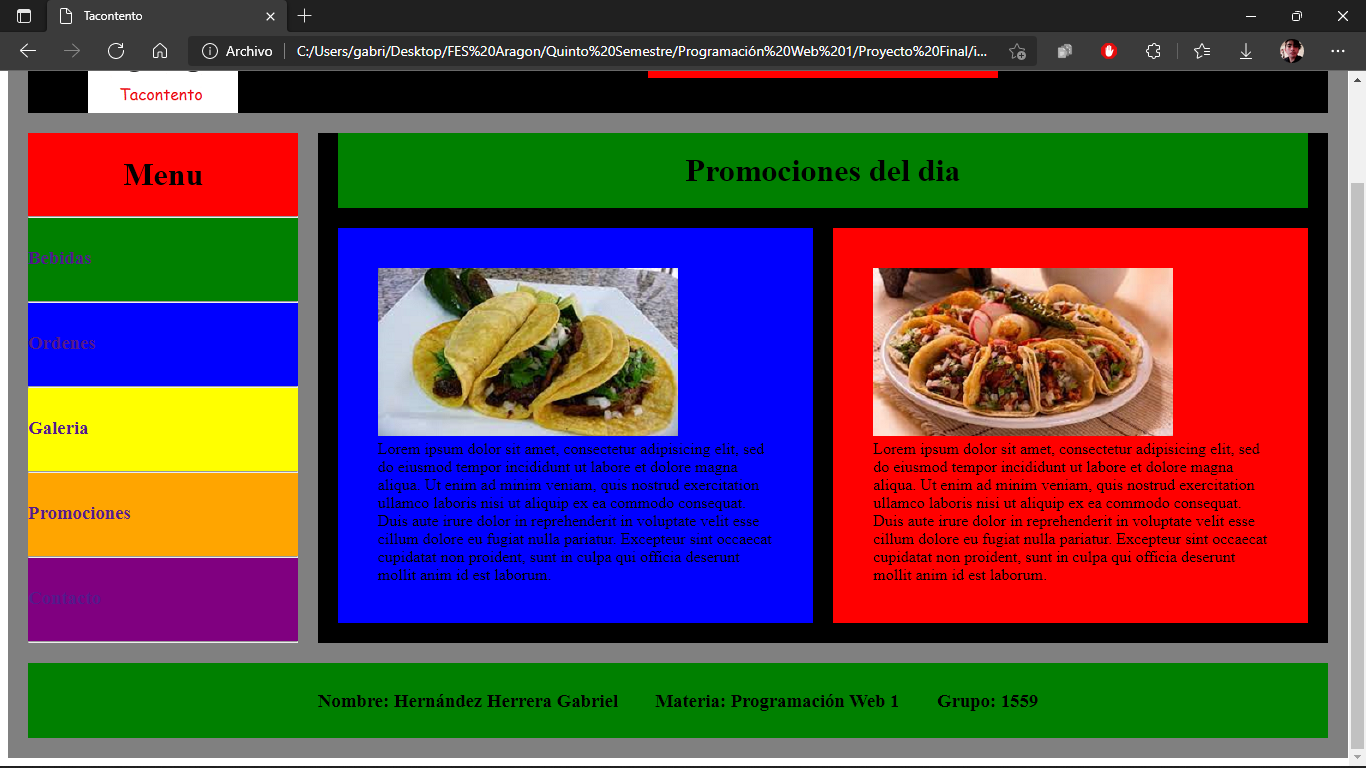 Tacontento
Archivo
C:/Users/gabri/Desktop/FES%20Aragon/Quinto%20Semestre/Programación%20Web%201/Proyecto%20Final/i...
Tacontento
Menu
Bebidas
Ordenes
Galeria
Promociones
Contacto
Promociones del dia
Lorem ipsum dolor sit amet, consectetur adipisicing elit, sed
do eiusmod tempor incididunt ut labore et dolore magna
aliqua. Ut enim ad minim veniam, quis nostrud exercitation
ullamco laboris nisi ut aliquip ex ea commodo consequat.
Duis aute irure dolor in reprehenderit in voluptate velit esse
cillum dolore eu fugiat nulla pariatur. Excepteur sint occaecat
cupidatat non proident, sunt in culpa qui officia deserunt
mollit anim id est laborum.
Lorem ipsum dolor sit amet, consectetur adipisicing elit, sed
do eiusmod tempor incididunt ut labore et dolore magna
aliqua. Ut enim ad minim veniam, quis nostrud exercitation
ullamco laboris nisi ut aliquip ex ea commodo consequat.
Duis aute irure dolor in reprehenderit in voluptate velit esse
cillum dolore eu fugiat nulla pariatur. Excepteur sint occaecat
cupidatat non proident, sunt in culpa qui officia deserunt
mollit anim id est laborum.
Nombre: Hernández Herrera Gabriel Materia: Programación Web 1 Grupo: 1559